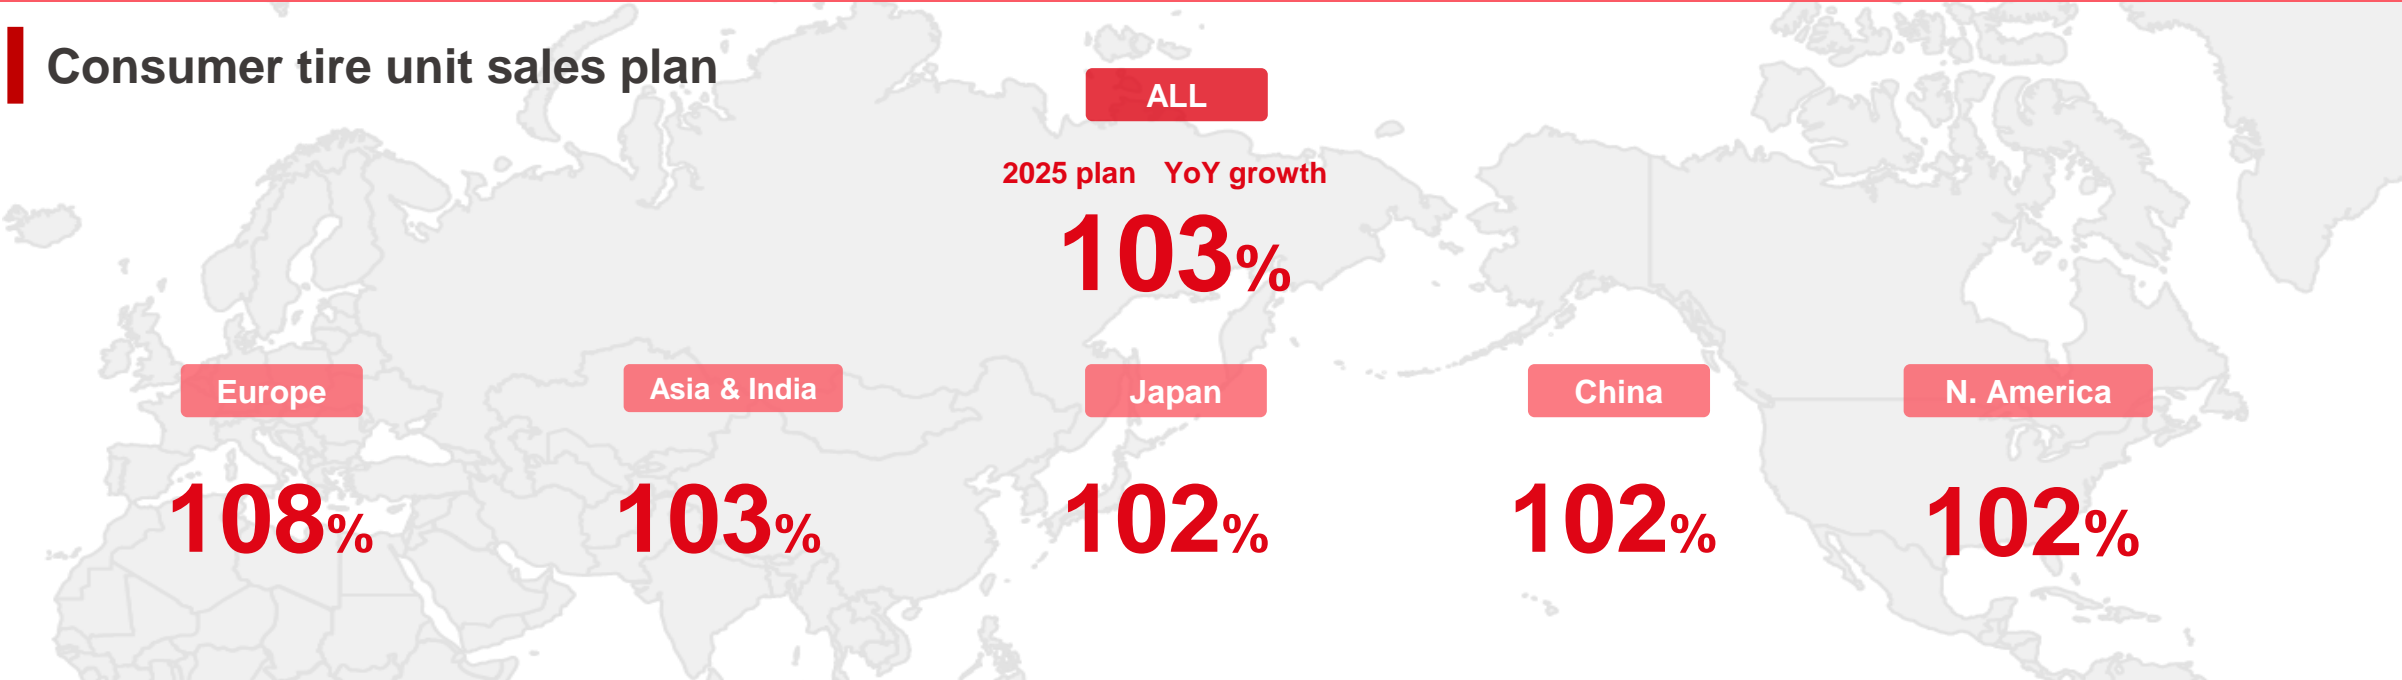 Consumer tire unit sales plan
ALL
2025 plan YoY growth
103%
Europe
108%
Asia & India
103%
Japan
102%
China
102%
N. America
102%